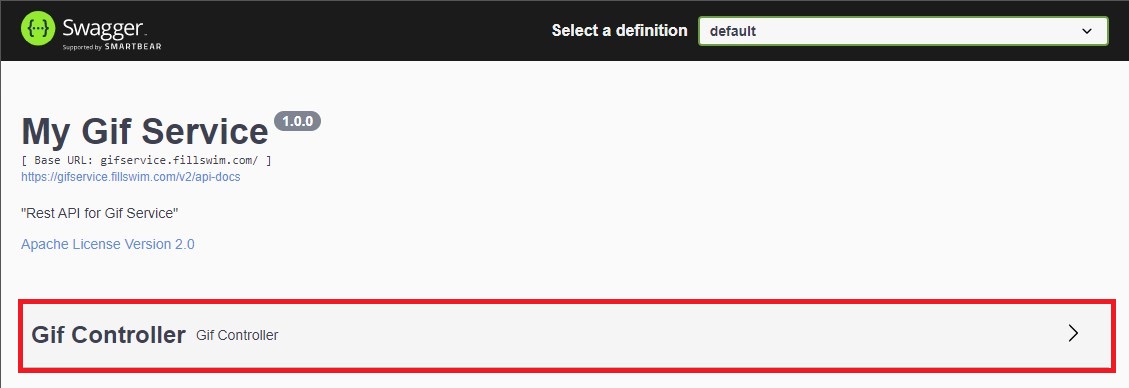 Swagger
Supported by SMARTBEAR
Select a definition
default
My Gif Service 1.0.0
[ Base URL: gifservice.fillswim.com/ ]
https://gifservice.fillswim.com/v2/api-docs
"Rest API for Gif Service"
Apache License Version 2.0
Gif Controller Gif Controller